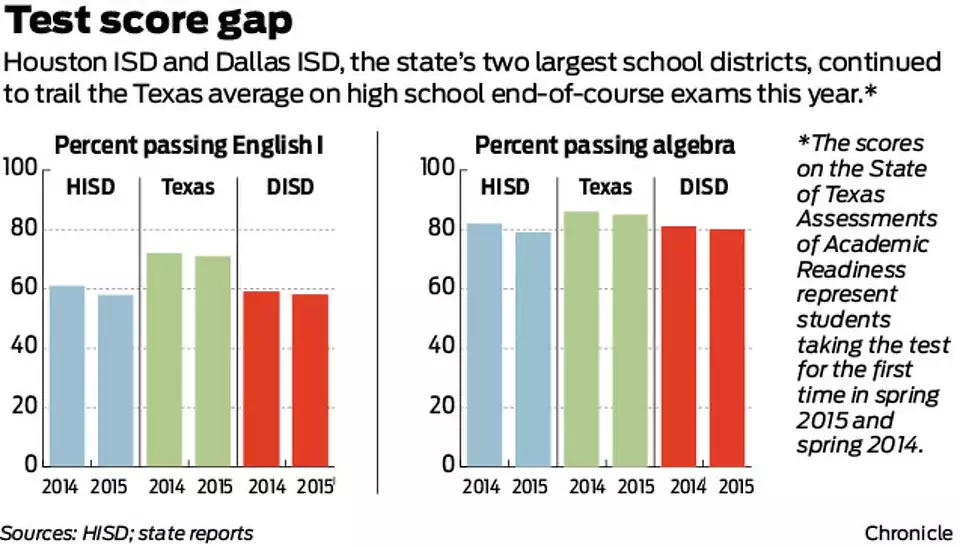 Test score gap
Houston ISD and Dallas ISD, the state's two largest school districts, continued
to trail the Texas average on high school end-of-course exams this year.*
Percent passing English I
100
HISD Texas DISD
80
60
40
20
0
2014 2015 2014 2015 2014 2015
Percent passing algebra
100
HISD Texas DISD
80
60
40
20
0
2014 2015 2014 2015 2014 2015
*The scores
on the State
of Texas
Assessments
of Academic
Readiness
represent
students
taking the test
for the first
time in spring
2015 and
spring 2014.
Sources: HISD; state reports
Chronicle